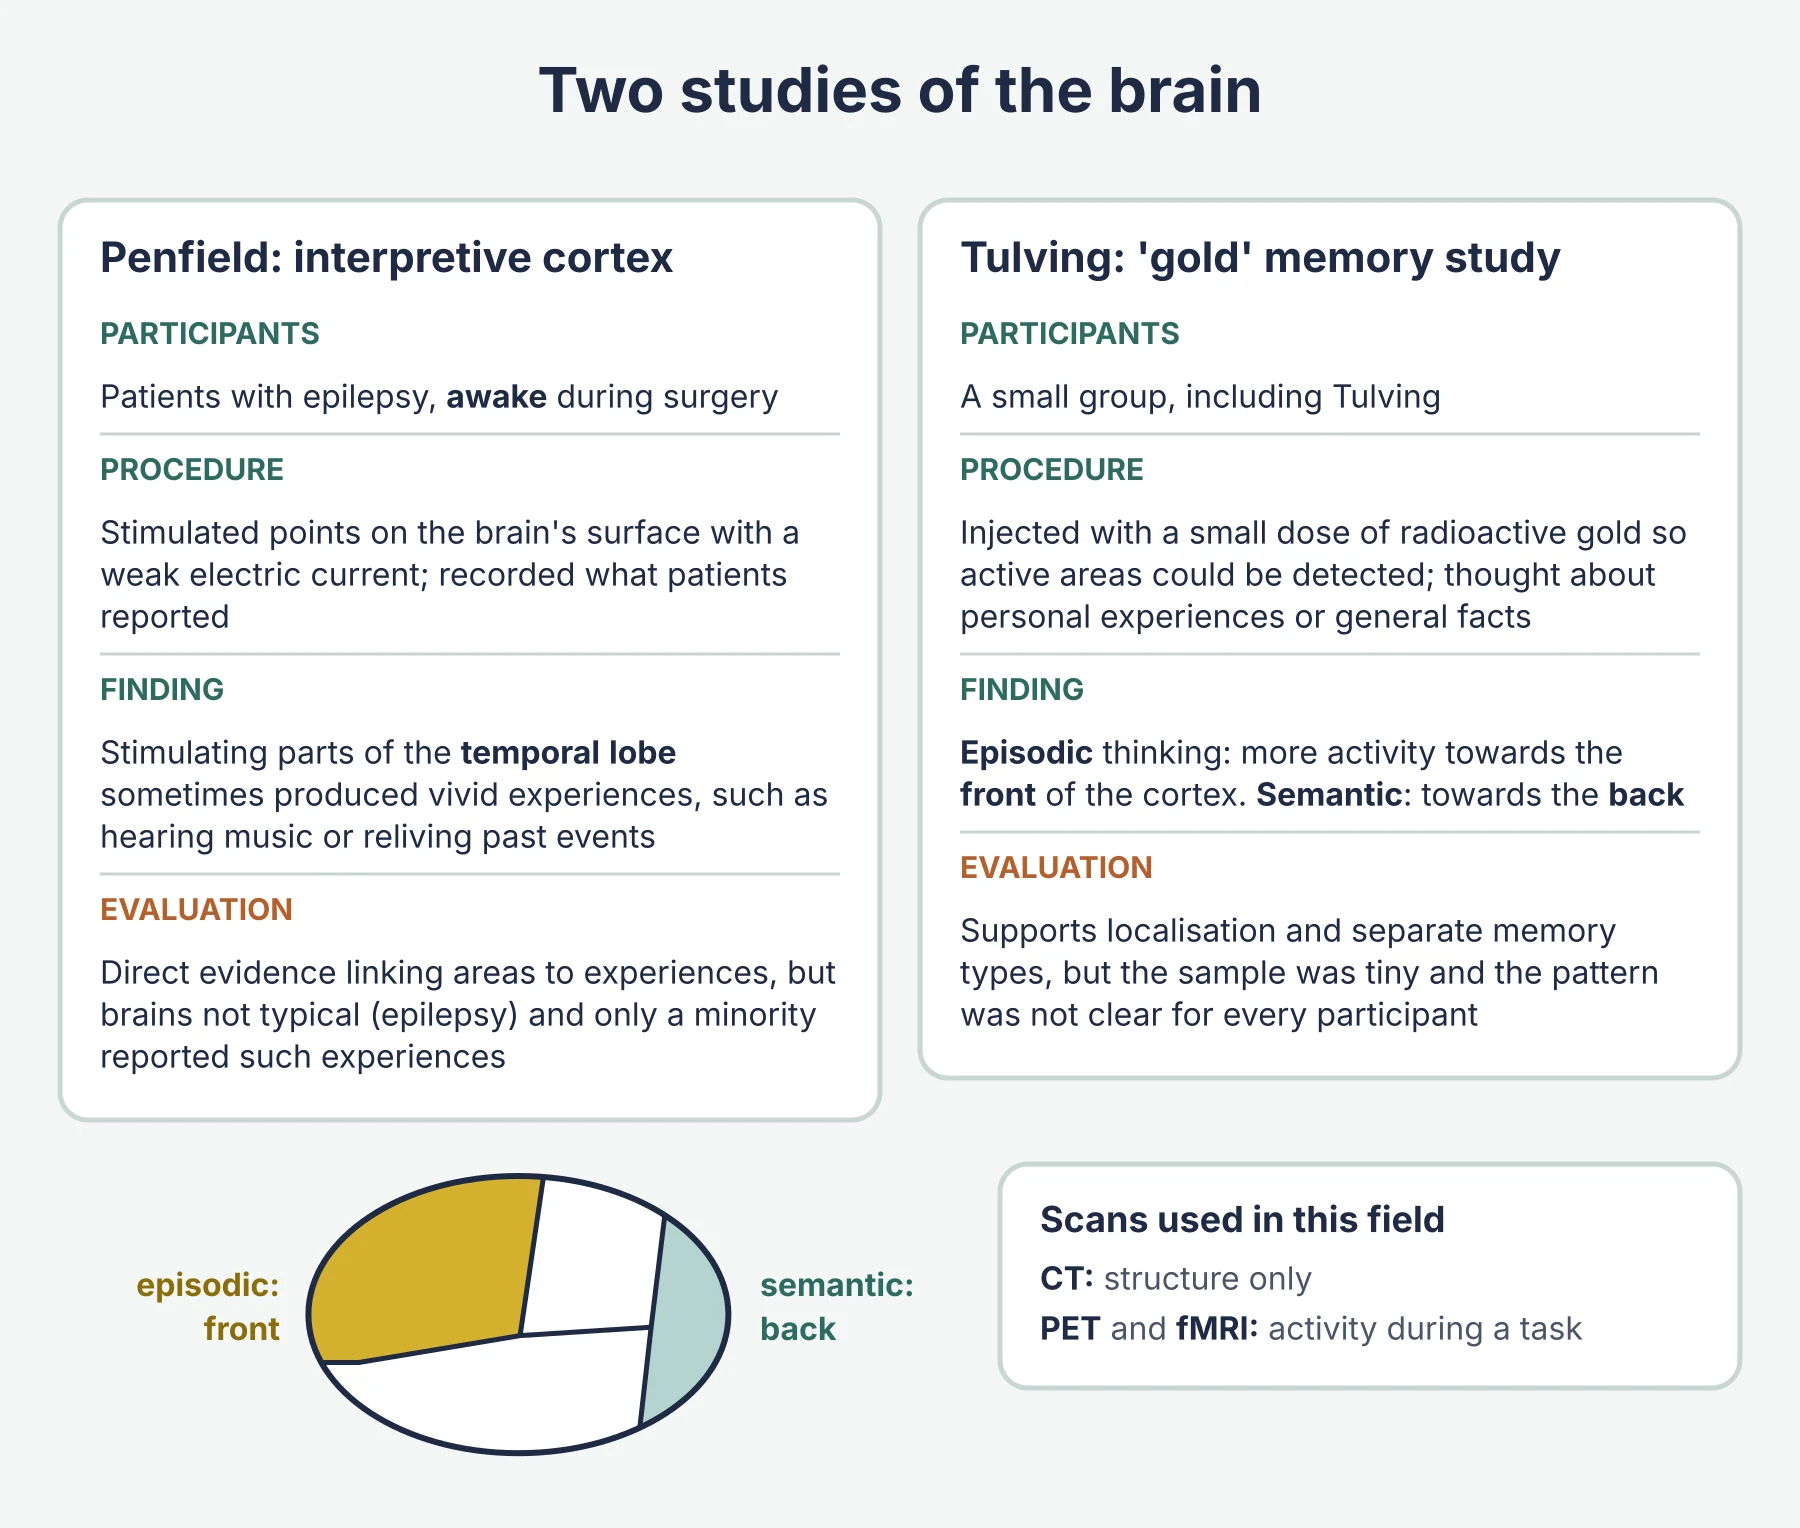 Two studies of the brain
Penfield: interpretive cortex
PARTICIPANTS
Patients with epilepsy, awake during surgery
PROCEDURE
Stimulated points on the brain's surface with a
weak electric current; recorded what patients
reported
FINDING
Stimulating parts of the temporal lobe
sometimes produced vivid experiences, such as
hearing music or reliving past events
EVALUATION
Direct evidence linking areas to experiences, but
brains not typical (epilepsy) and only a minority
reported such experiences
Tulving: 'gold' memory study
PARTICIPANTS
A small group, including Tulving
PROCEDURE
Injected with a small dose of radioactive gold so
active areas could be detected; thought about
personal experiences or general facts
FINDING
Episodic thinking: more activity towards the
front of the cortex. Semantic: towards the back
EVALUATION
Supports localisation and separate memory
types, but the sample was tiny and the pattern
was not clear for every participant
episodic:
front
semantic:
back
Scans used in this field
CT: structure only
PET and fMRI: activity during a task